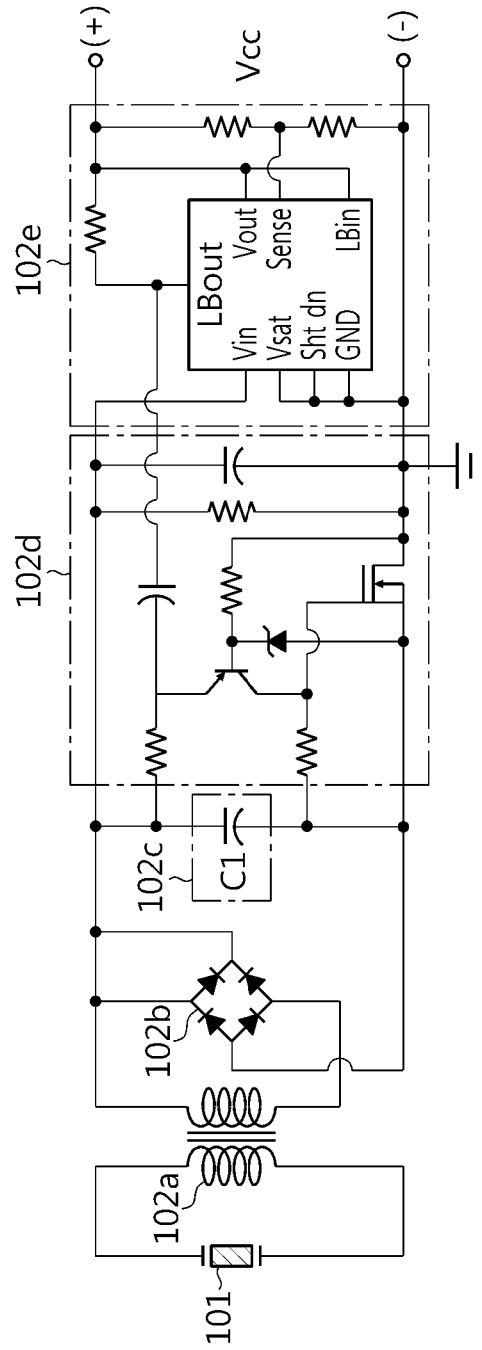 101
102a
102b
102c
C1
102d
102e
LBout
Vin
Vsat
Sht dn
GND
Vout
Sense
LBin
(+)
Vcc
(-)